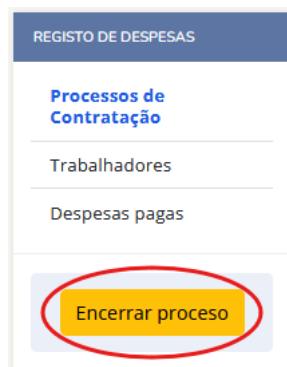 REGISTO DE DESPESAS
Processos de
Contratação
Trabalhadores
Despesas pagas
Encerrar proceso